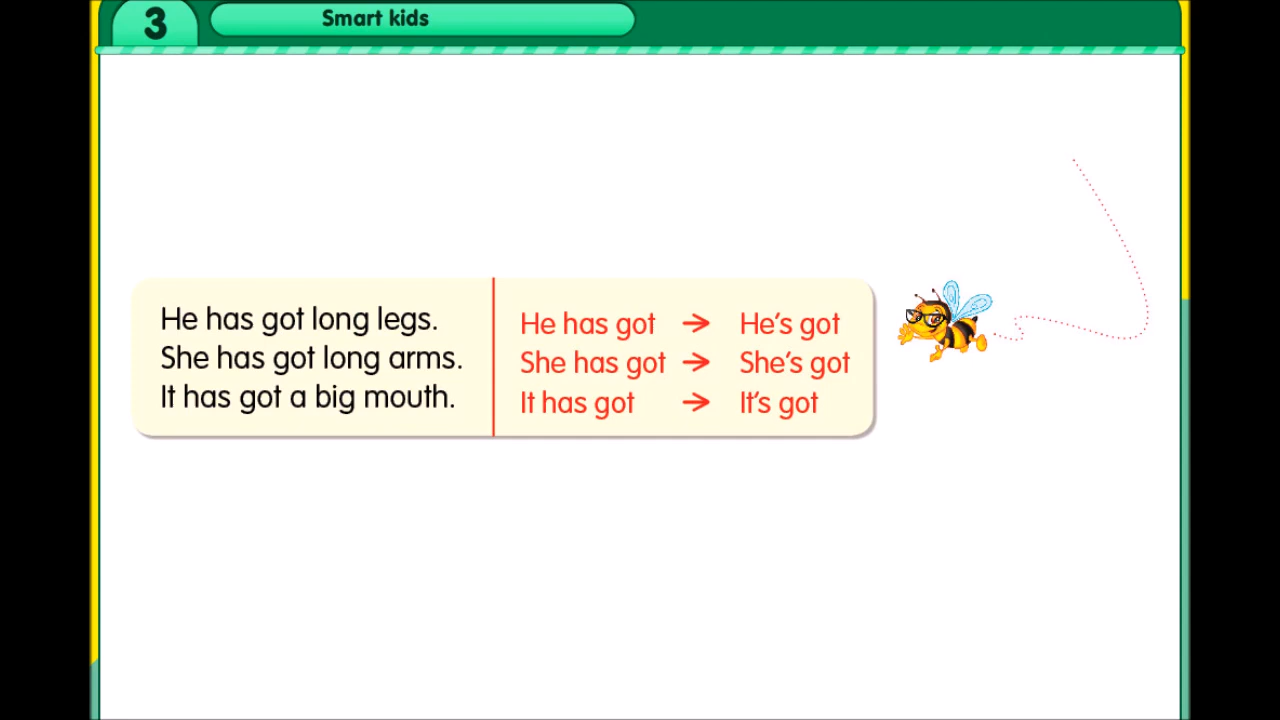 3
Smart kids
He has got long legs.
She has got long arms.
It has got a big mouth.
He has got → He's got
She has got → She's got
It has got → It's got